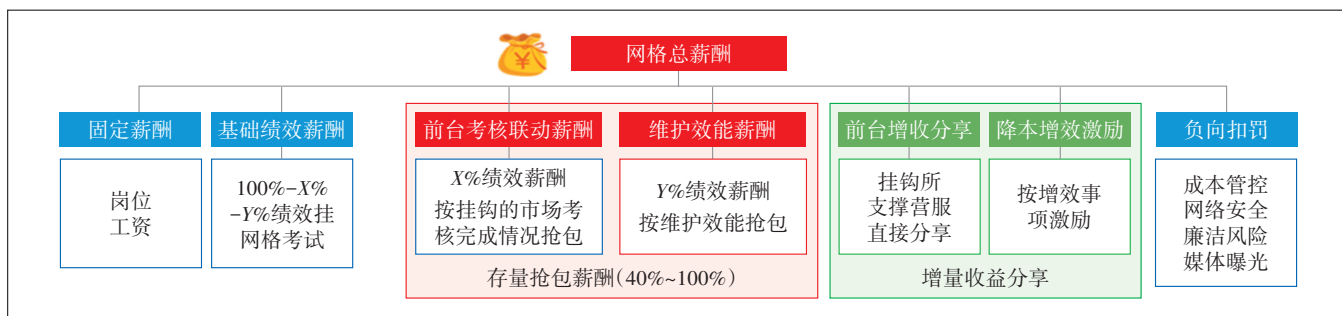 ¥
网格总薪酬
固定薪酬
基础绩效薪酬
前台考核联动薪酬
维护效能薪酬
前台增收分享
降本增效激励
负向扣罚
岗位
工资
100%-X%
-Y%绩效挂
网格考试
X%绩效薪酬
按挂钩的市场考
核完成情况抢包
Y%绩效薪酬
按维护效能抢包
挂钩所
支撑营服
直接分享
按增效事
项激励
成本管控
网络安全
廉洁风险
媒体曝光
存量抢包薪酬(40%~100%)
增量收益分享